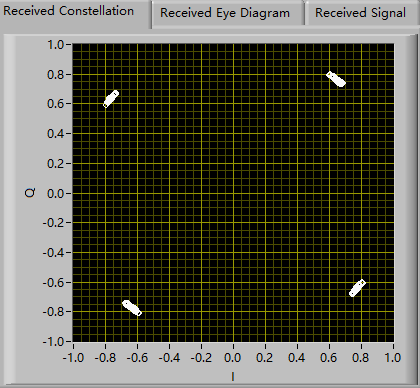 Received Constellation Received Eye Diagram Received Signal
1.0
0.8
0.6
0.4
0.2
0.0
-0.2
-0.4
-0.6
-0.8
-1.0
Q
-1.0 -0.8 -0.6 -0.4 -0.2 0.0 0.2 0.4 0.6 0.8 1.0
I